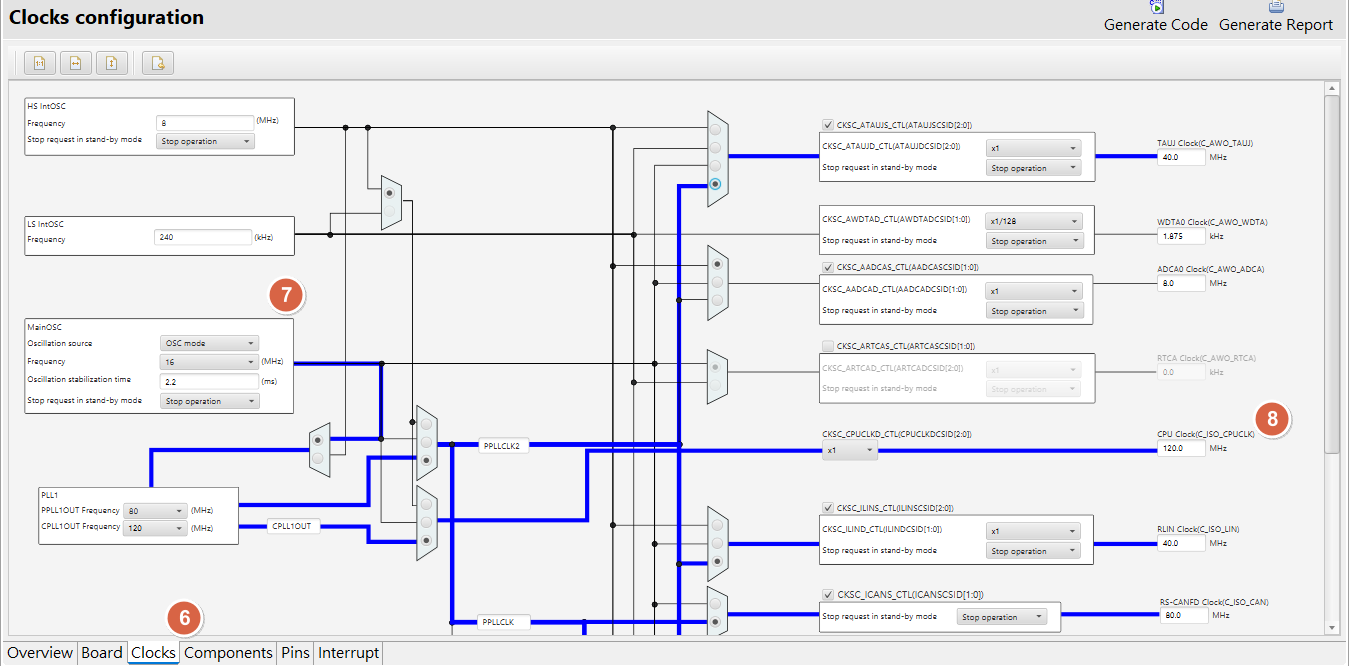 Clocks configuration
Generate Code Generate Report
1:1
HS IntOSC
Frequency 8 (MHz)
Stop request in stand-by mode Stop operation
LS IntOSC
Frequency 240 (kHz)
7
MainOSC
Oscillation source OSC mode
Frequency 16 (MHz)
Oscillation stabilization time 2.2 (ms)
Stop request in stand-by mode Stop operation
PLL1
PPLL1OUT Frequency 80 (MHz)
CPLL1OUT Frequency 120 (MHz)
CPLL1OUT
PPLLCLK2
PPLLCLK
CKSC_ATAUJS_CTL(ATAUJSCSID[2:0])
CKSC_ATAUJD_CTL(ATAUJDCSID[2:0]) x1
Stop request in stand-by mode Stop operation
TAUJ Clock(C_AWO_TAUJ)
40.0 MHz
CKSC_AWDTAD_CTL(AWDTADCSID[1:0]) x1/128
Stop request in stand-by mode Stop operation
WDTA0 Clock(C_AWO_WDTA)
1.875 kHz
CKSC_AADCAS_CTL(AADCASCSID[1:0])
CKSC_AADCAD_CTL(AADCADCSID[1:0]) x1
Stop request in stand-by mode Stop operation
ADCA0 Clock(C_AWO_ADCA)
8.0 MHz
CKSC_ARTCAS_CTL(ARTCASCSID[1:0])
CKSC_ARTCAD_CTL(ARTCADCSID[2:0]) x1
Stop request in stand-by mode Stop operation
RTCA Clock(C_AWO_RTCA)
0.0 kHz
8
CKSC_CPUCLKD_CTL(CPUCLKDCSID[2:0])
x1
CPU Clock(C_ISO_CPUCLK)
120.0 MHz
CKSC_ILINS_CTL(ILINSCSID[2:0])
CKSC_ILIND_CTL(ILINDCSID[1:0]) x1
Stop request in stand-by mode Stop operation
RLIN Clock(C_ISO_LIN)
40.0 MHz
CKSC_ICANS_CTL(ICANSCSID[1:0])
Stop request in stand-by mode Stop operation
RS-CANFD Clock(C_ISO_CAN)
80.0 MHz
6
Overview Board Clocks Components Pins Interrupt